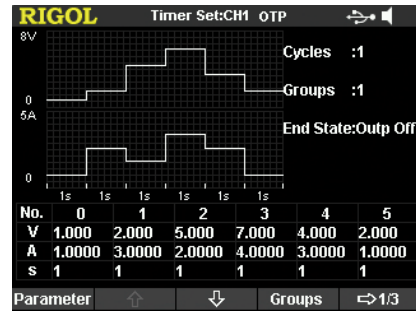 RIGOL Timer Set:CH1 OTP
8V
Cycles :1
0
Groups :1
5A
End State:Outp Off
0
1s 1s 1s 1s 1s 1s
No. 0 1 2 3 4 5
V 1.000 2.000 5.000 7.000 4.000 2.000
A 1.0000 3.0000 2.0000 4.0000 3.0000 1.0000
s 1 1 1 1 1 1
Parameter Groups 1/3